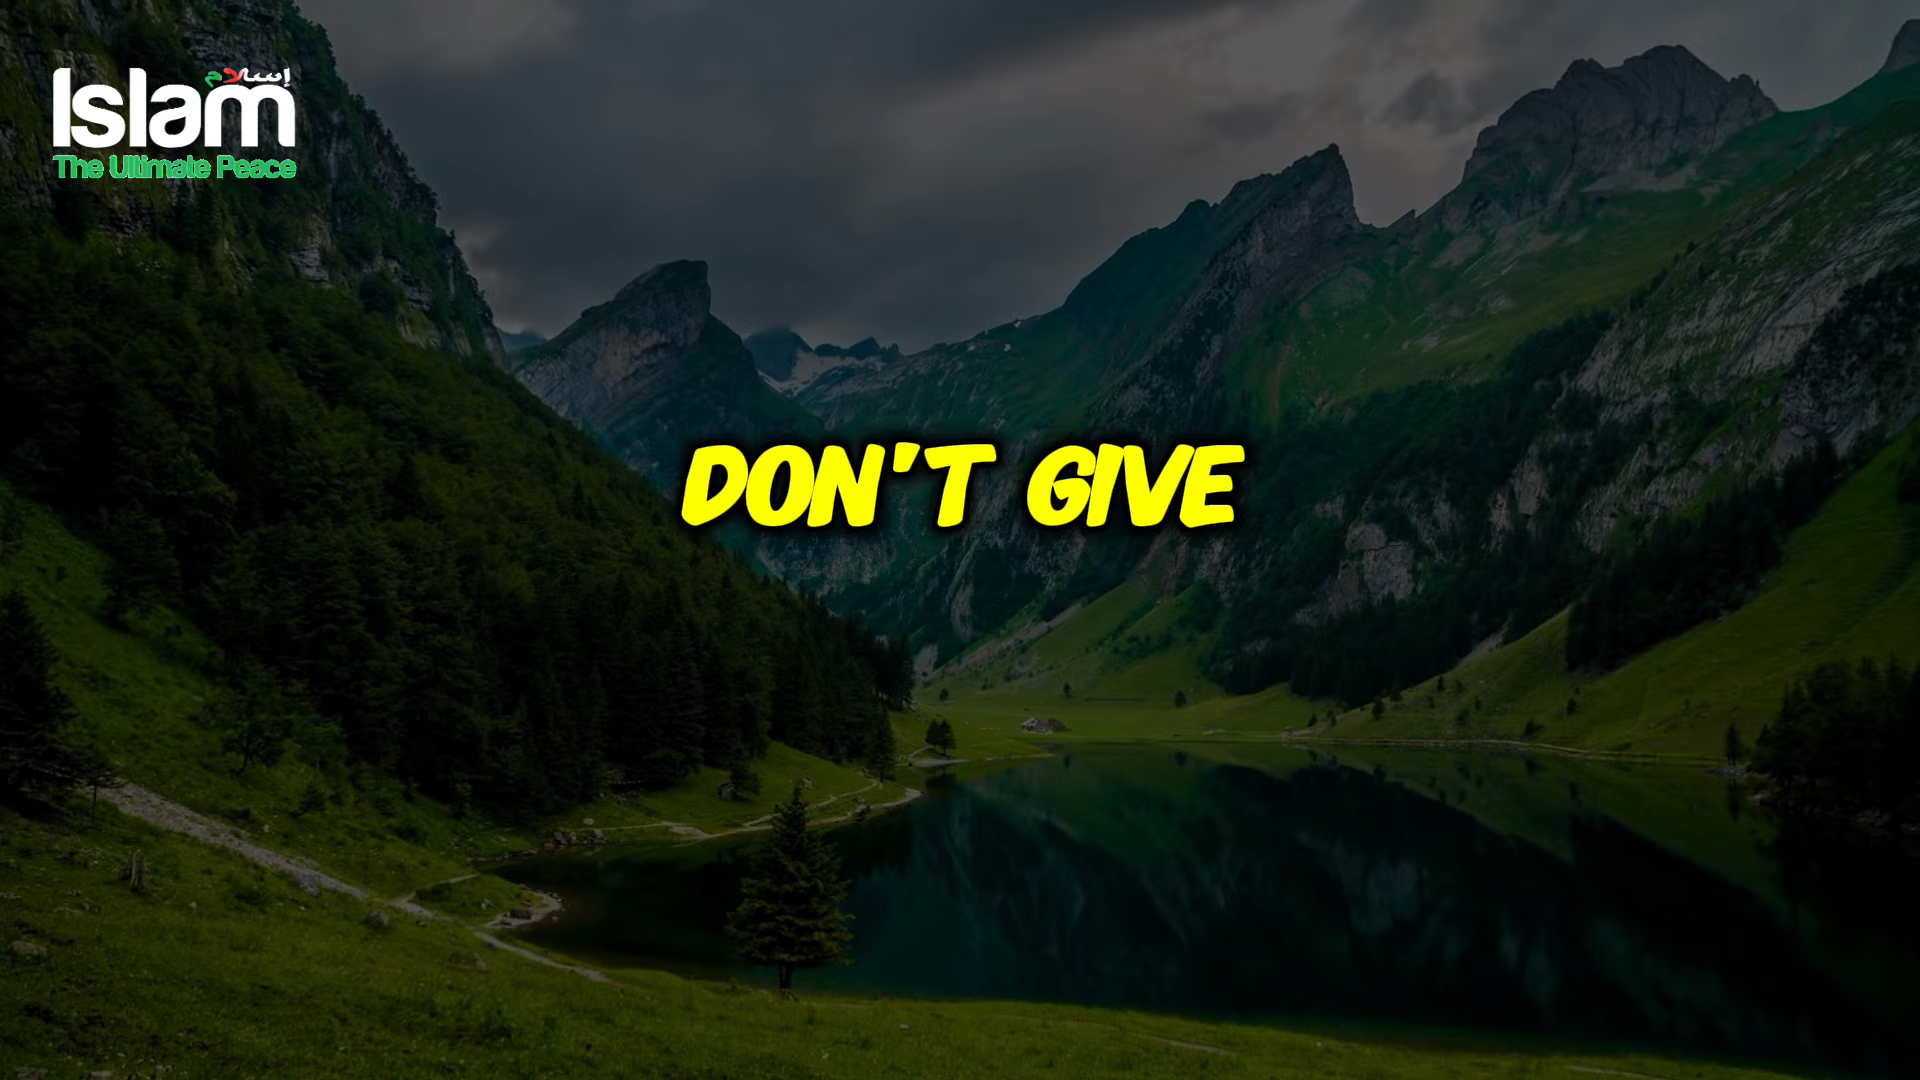 إسلام
Islam
The Ultimate Peace
DON'T GIVE